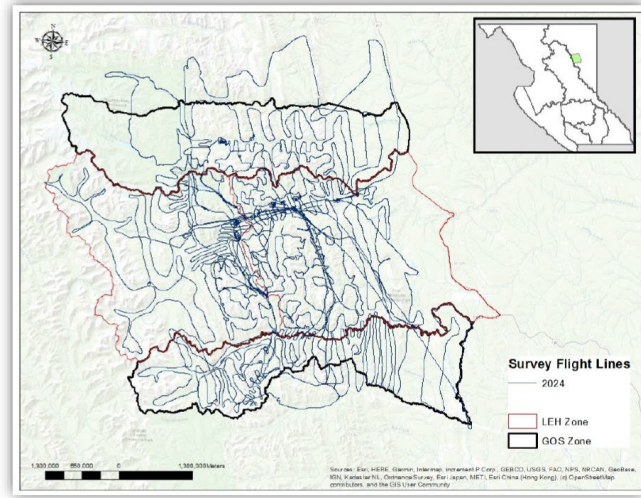 N
W E
S
Survey Flight Lines
2024
LEH Zone
GOS Zone
1,300,000 650,000 0 1,300,000 Meters
Sources: Esri, HERE, Garmin, Intermap, increment P Corp., GEBCO, USGS, FAO, NPS, NRCAN, GeoBase,
IGN, Kadaster NL, Ordnance Survey, Esri Japan, METI, Esri China (Hong Kong), (c) OpenStreetMap
contributors, and the GIS User Community